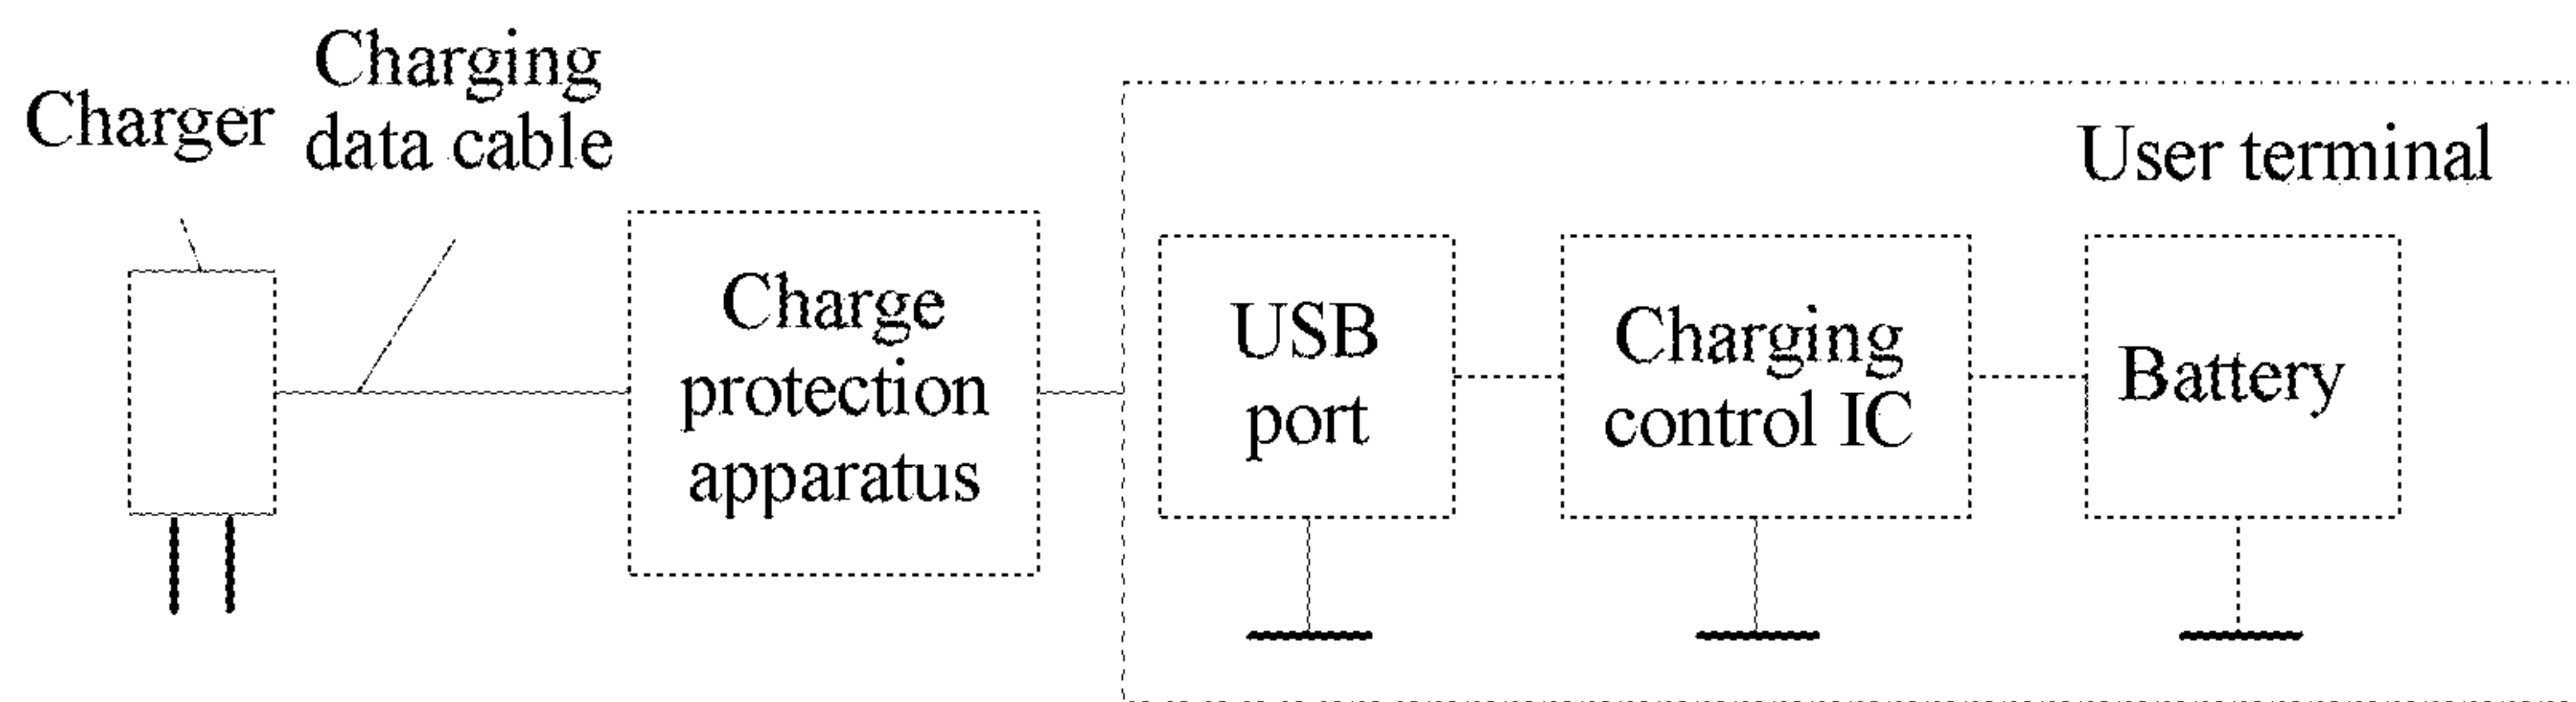 Charger
Charging
data cable
Charge
protection
apparatus
User terminal
USB
port
Charging
control IC
Battery